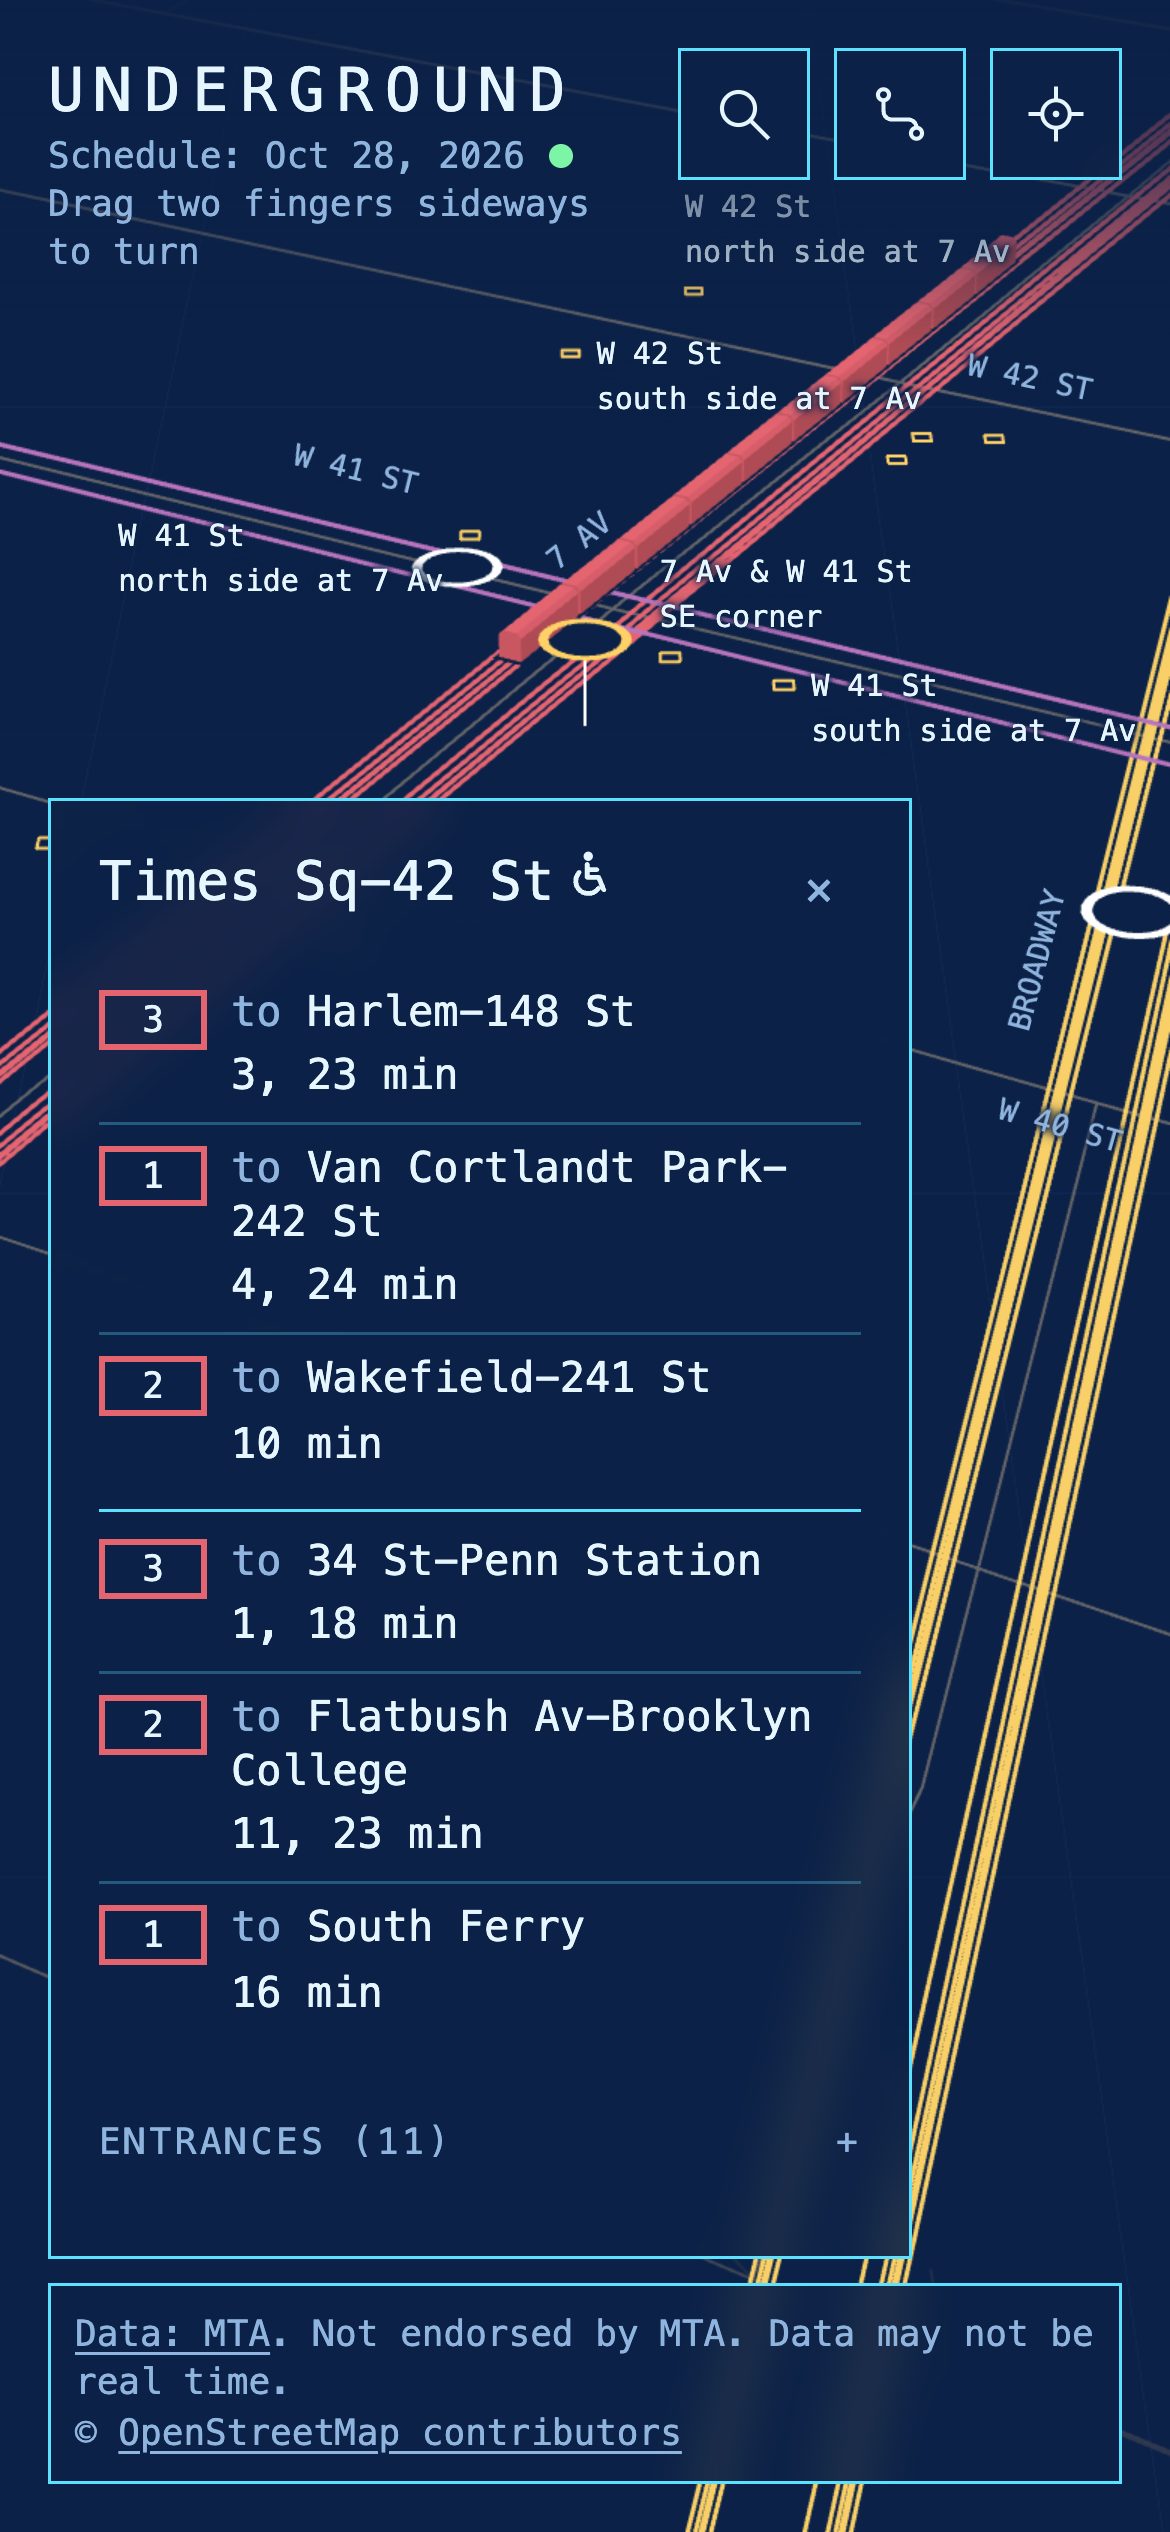 UNDERGROUND
Schedule: Oct 28, 2026
Drag two fingers sideways
to turn
W 42 St
north side at 7 Av
W 42 St
south side at 7 Av
W 42 ST
W 41 ST
7 AV
W 41 St
north side at 7 Av
7 Av & W 41 St
SE corner
W 41 St
south side at 7 Av
Times Sq–42 St
×
BROADWAY
W 40 ST
3 to Harlem–148 St
3, 23 min
1 to Van Cortlandt Park–
242 St
4, 24 min
2 to Wakefield–241 St
10 min
3 to 34 St–Penn Station
1, 18 min
2 to Flatbush Av–Brooklyn
College
11, 23 min
1 to South Ferry
16 min
ENTRANCES (11) +
Data: MTA. Not endorsed by MTA. Data may not be
real time.
© OpenStreetMap contributors